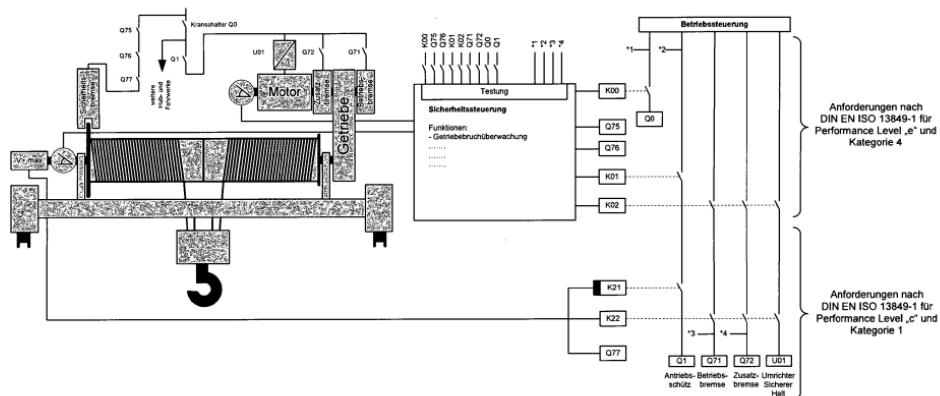 Kranschalter Q0
Q75
Q76
Q77
Q1
weitere
Hub- und
Fahrwerke
U01
Q72
Q71
Sicherheits-
bremse
Motor
Zusatz-
bremse
Getriebe
Betriebs-
bremse
V> max
K00
Q75
Q76
K01
K02
Q71
Q72
Q0
Q1
*1
*2
*3
*4
Testung
Sicherheitssteuerung
Funktionen:
- Getriebebruchüberwachung
.......
.......
.......
K00
Q75
Q76
K01
K02
K21
K22
Q77
Betriebssteuerung
*1
*2
Q0
*3
*4
Q1
Q71
Q72
U01
Antriebs-
schütz
Betriebs-
bremse
Zusatz-
bremse
Umrichter
Sicherer
Halt
Anforderungen nach
DIN EN ISO 13849-1 für
Performance Level „e“ und
Kategorie 4
Anforderungen nach
DIN EN ISO 13849-1 für
Performance Level „c“ und
Kategorie 1